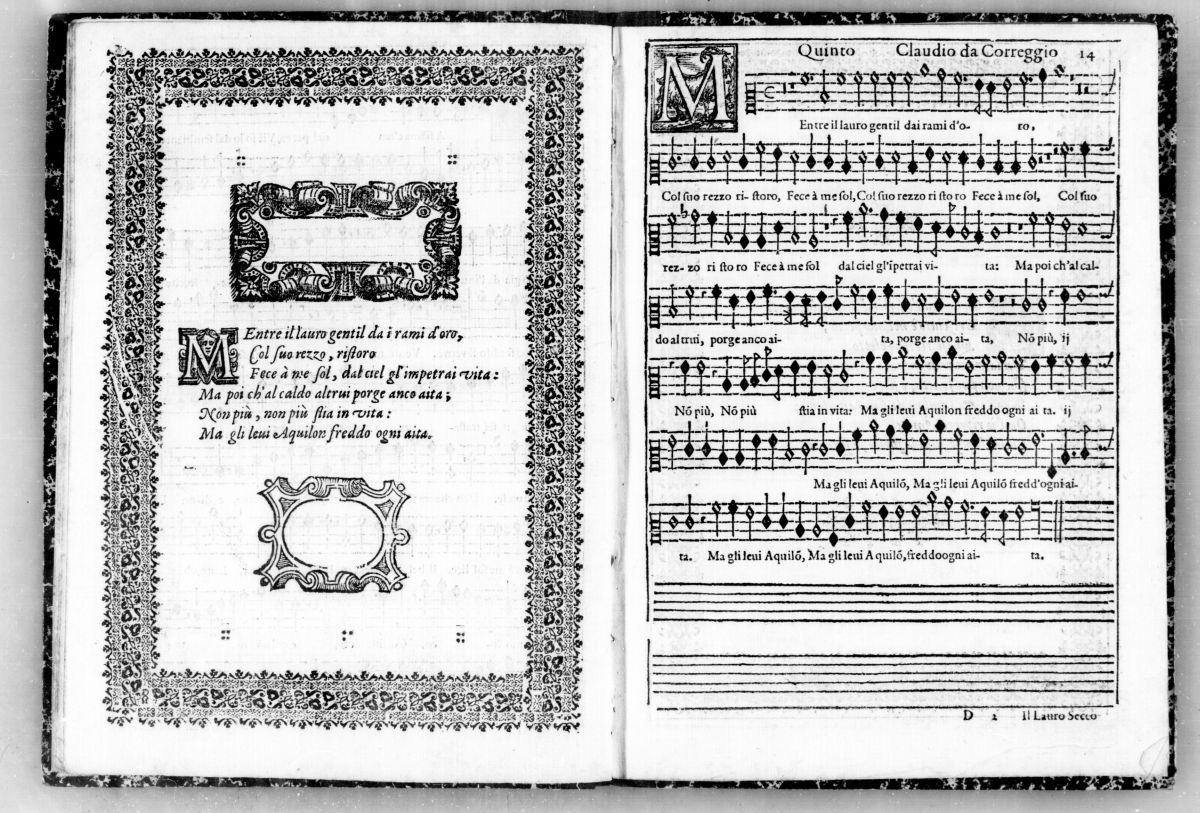 MEntre il lauro gentil da i rami d'oro,
Col suo rezzo, ristoro
Fece à me sol, dal ciel gl'impetrai vita:
Ma poi ch'al caldo altrui porge anco aita;
Non più, non più stia in vita:
Ma gli leui Aquilon freddo ogni aita.
Quinto Claudio da Correggio 14
MEntre il lauro gentil dai rami d'o- ro,
Col suo rezzo ri- storo, Fece à me sol, Col suo rezzo ri sto ro Fece à me sol, Col suo
rez- zo ri sto ro Fece à me sol dal ciel gl'ĩpetrai vi- ta: Ma poi ch'al cal-
do altrui, porge anco ai- ta, porge anco ai- ta, Nõ più, ij
Nõ più, Nõ più stia in vita: Ma gli leui Aquilon freddo ogni ai ta. ij
Ma gli leui Aquilõ, Ma gli leui Aquilõ fredd'ogni ai-
ta. Ma gli leui Aquilõ, Ma gli leui Aquilõ, freddo ogni ai- ta.
D 2 Il Lauro Secco